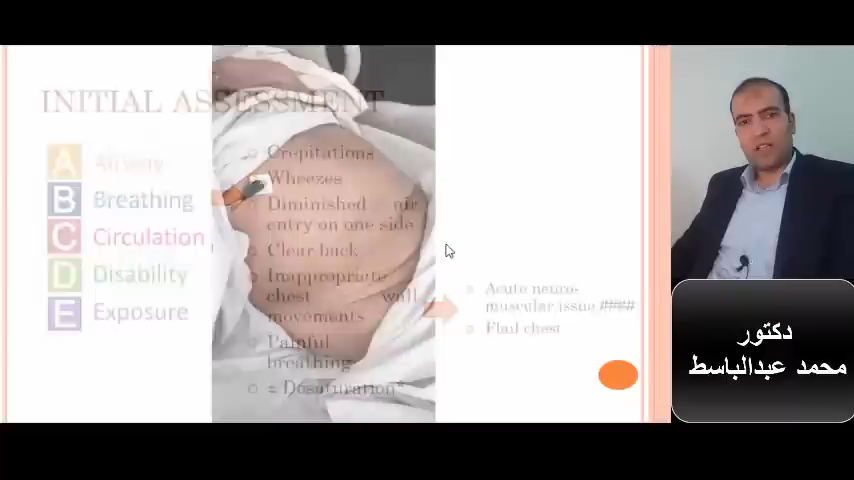 INITIAL ASSESSMENT
A Airway
B Breathing
C Circulation
D Disability
E Exposure
Crepitations
Wheezes
Diminished air
entry on one side
Clear back
Inappropriate
chest wall
movements
Painful
breathing
= Desaturation*
Acute neuro-
muscular issue ####
Flail chest
دكتور
محمد عبدالباسط